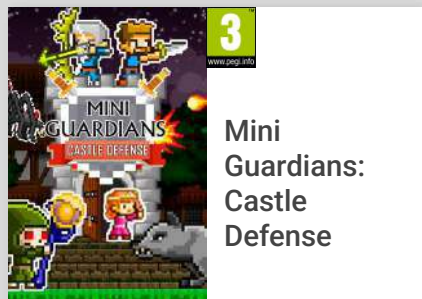 MINI
GUARDIANS
CASTLE DEFENSE
3
www.pegi.info
Mini
Guardians:
Castle
Defense